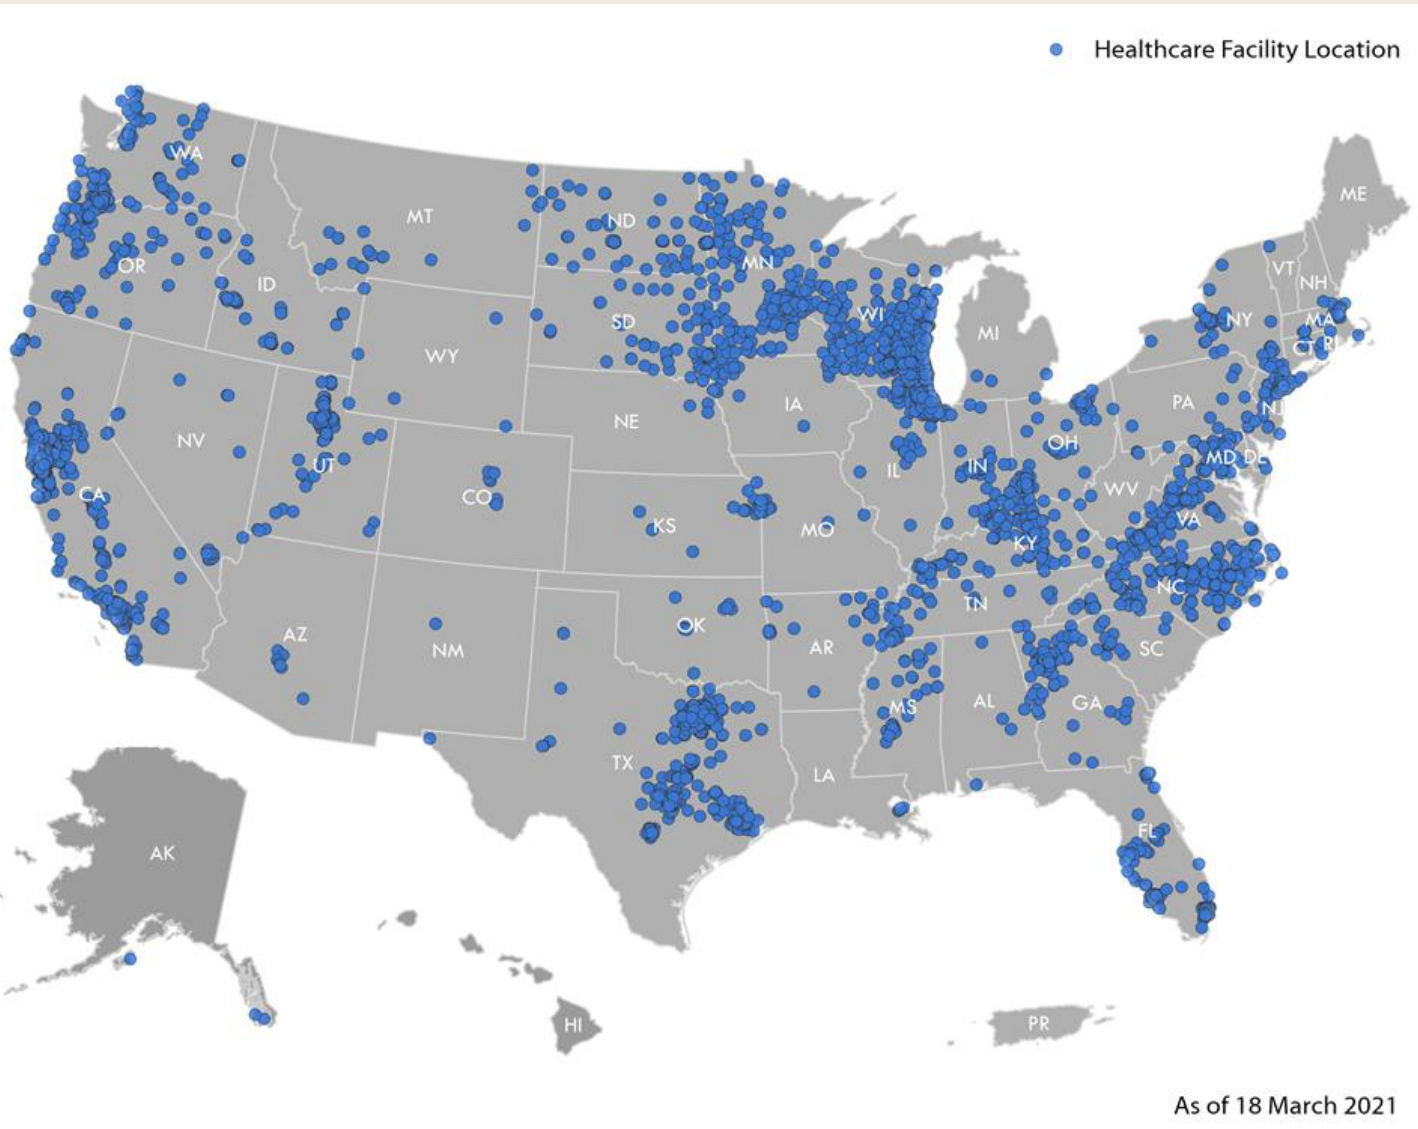 Healthcare Facility Location
WA
MT
ND
MN
ME
OR
ID
SD
WI
MI
VT
NH
NY
MA
CT RI
WY
NE
IA
PA
NJ
NV
UT
CO
IL
IN
OH
MD DE
WV
VA
CA
KS
MO
KY
NC
TN
AZ
NM
OK
AR
SC
MS
AL
GA
TX
LA
FL
AK
HI
PR
As of 18 March 2021